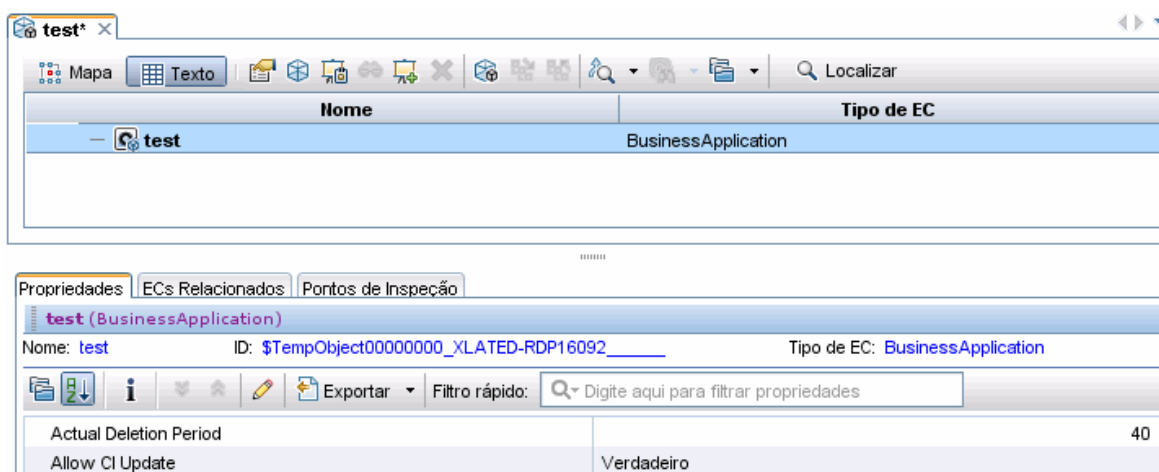 test*
Mapa Texto Localizar
Nome Tipo de EC
test BusinessApplication
Propriedades ECs Relacionados Pontos de Inspeção
test (BusinessApplication)
Nome: test ID: $TempObject00000000_XLATED-RDP16092______ Tipo de EC: BusinessApplication
Exportar Filtro rápido: Digite aqui para filtrar propriedades
Actual Deletion Period 40
Allow CI Update Verdadeiro